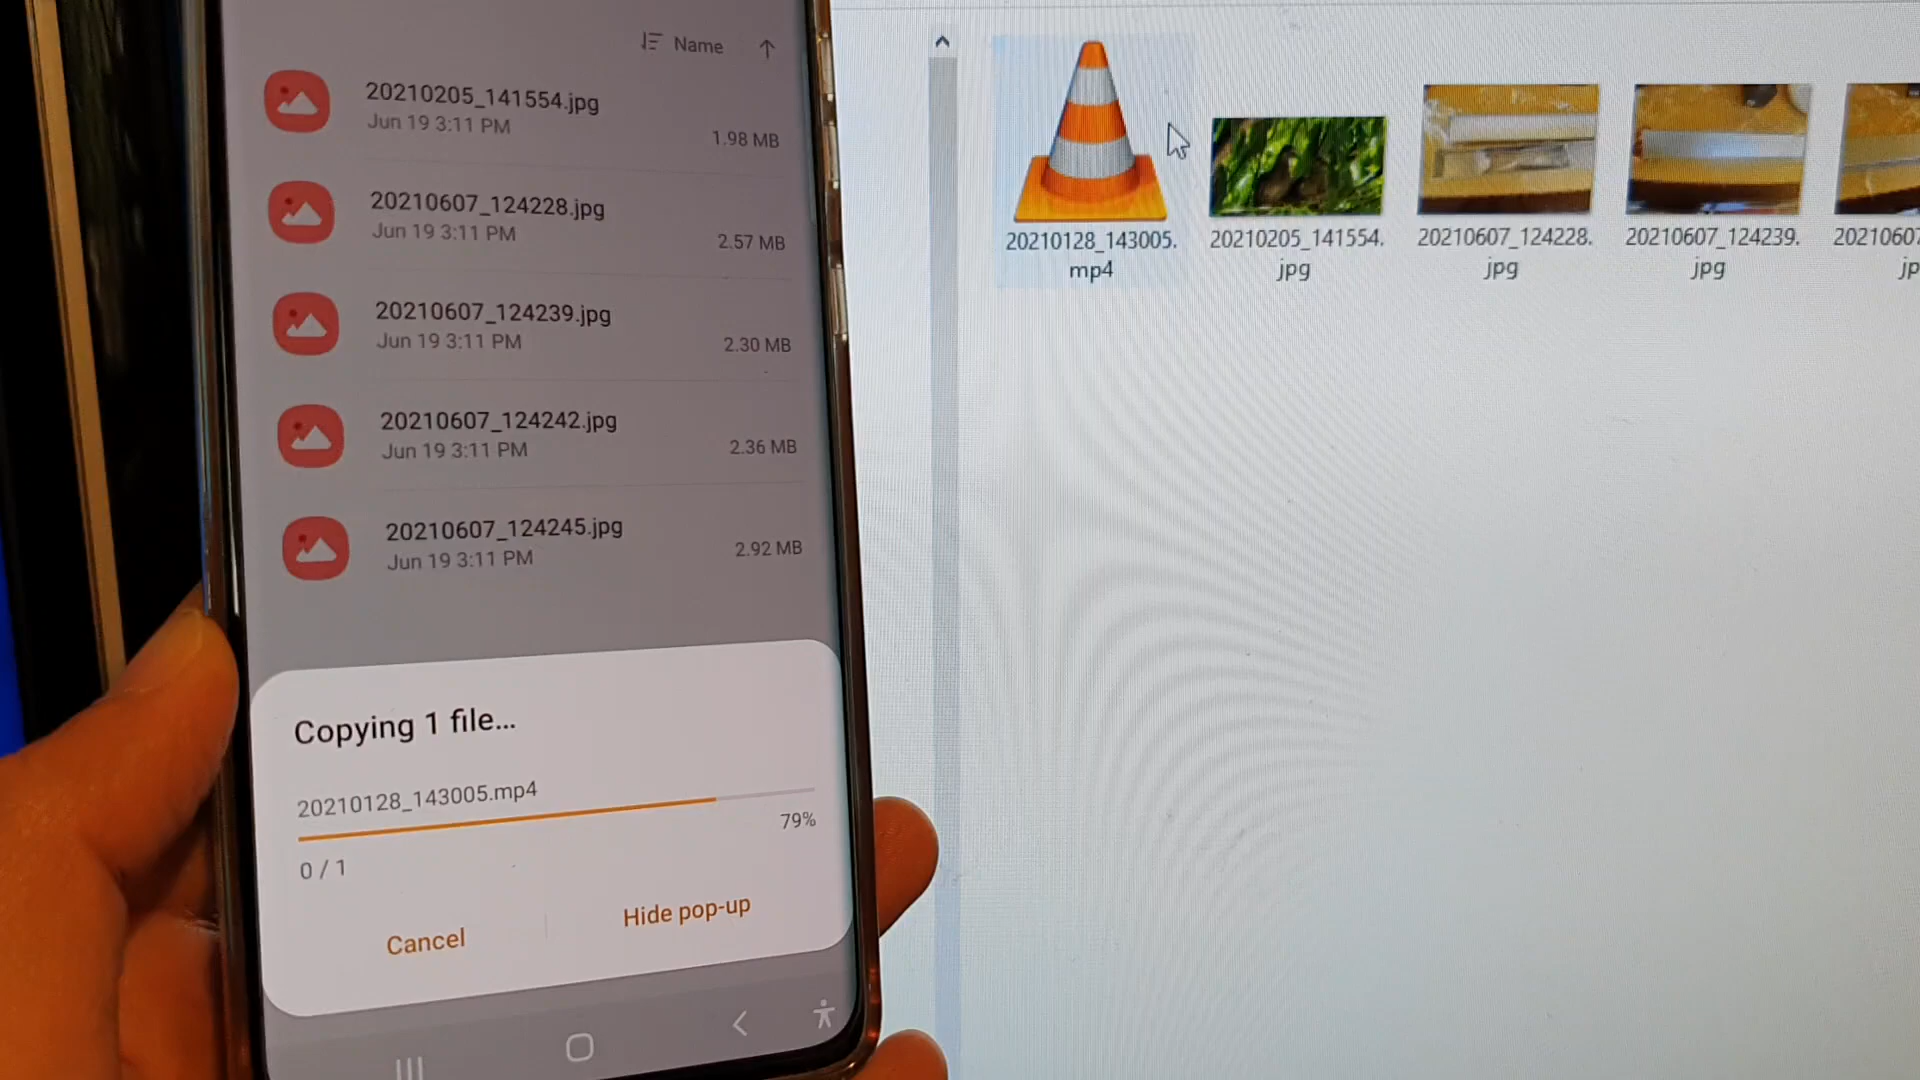 Name
20210205_141554.jpg
Jun 19 3:11 PM
1.98 MB
20210607_124228.jpg
Jun 19 3:11 PM
2.57 MB
20210607_124239.jpg
Jun 19 3:11 PM
2.30 MB
20210607_124242.jpg
Jun 19 3:11 PM
2.36 MB
20210607_124245.jpg
Jun 19 3:11 PM
2.92 MB
Copying 1 file...
20210128_143005.mp4
79%
0 / 1
Cancel
Hide pop-up
20210128_143005.
mp4
20210205_141554.
jpg
20210607_124228.
jpg
20210607_124239.
jpg
2021060
jp